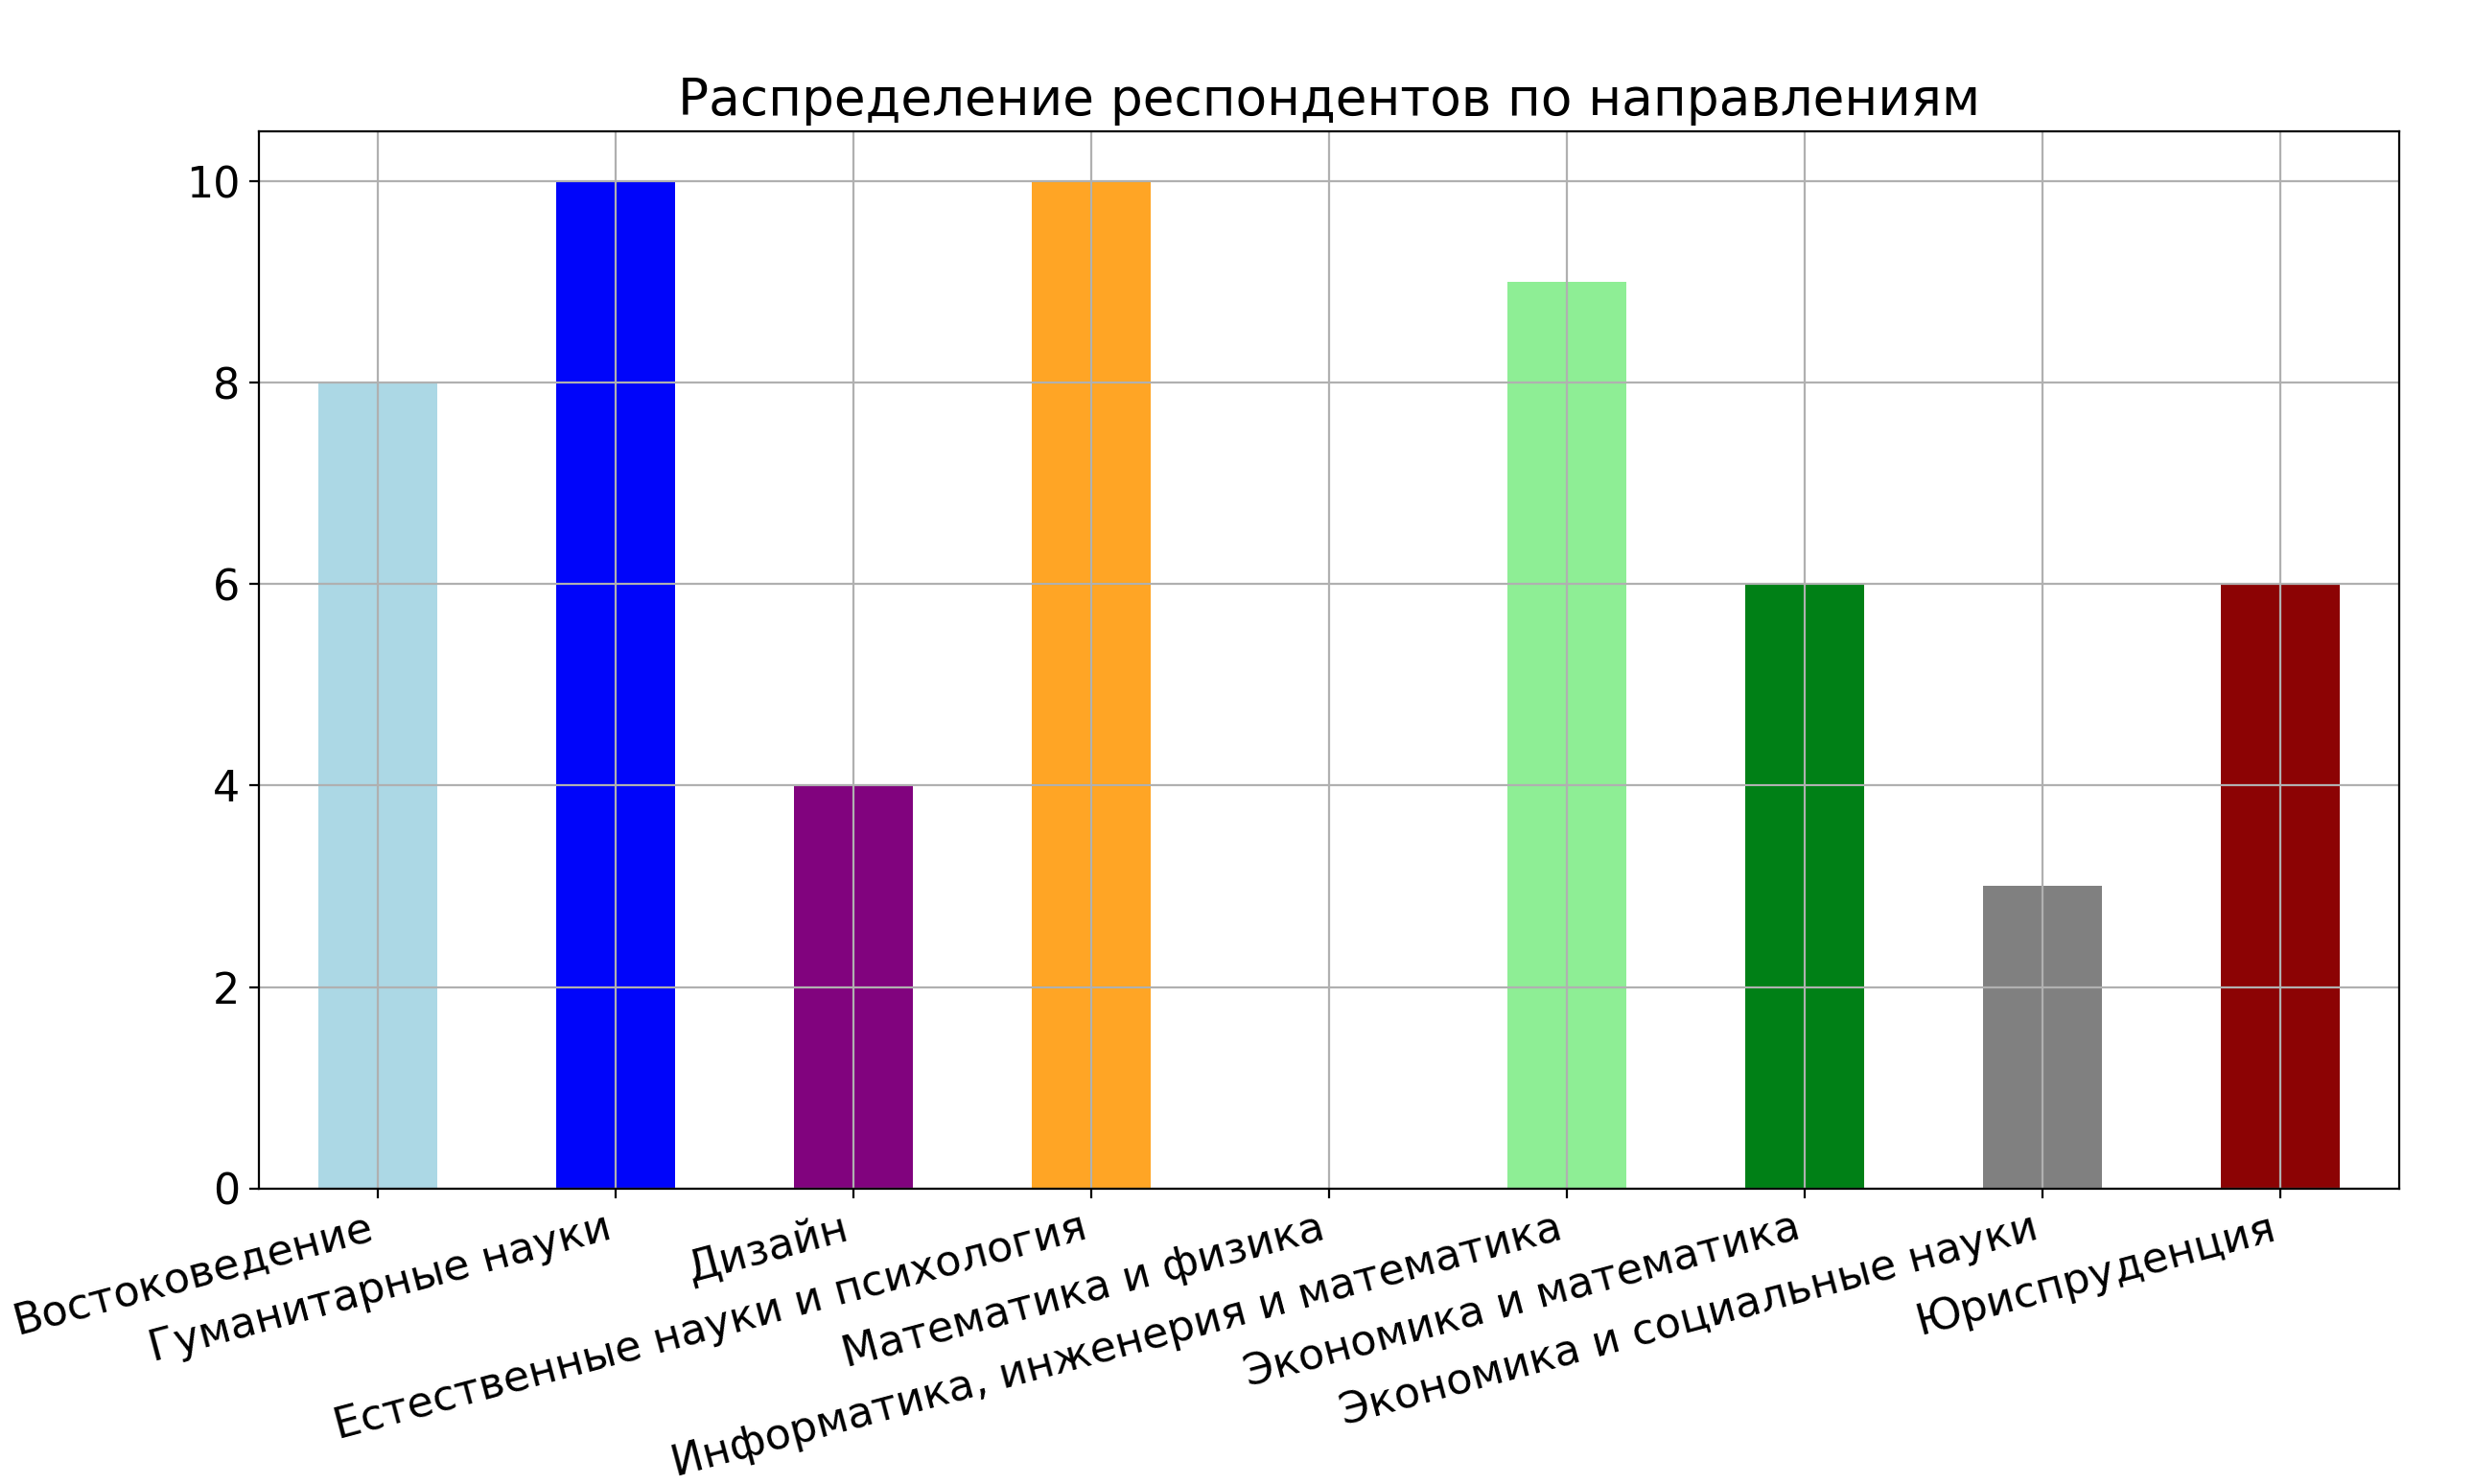 Распределение респондентов по направлениям
10
8
6
4
2
0
Востоковедение
Гуманитарные науки
Дизайн
Естественные науки и психология
Математика и физика
Информатика, инженерия и математика
Экономика и математика
Экономика и социальные науки
Юриспруденция